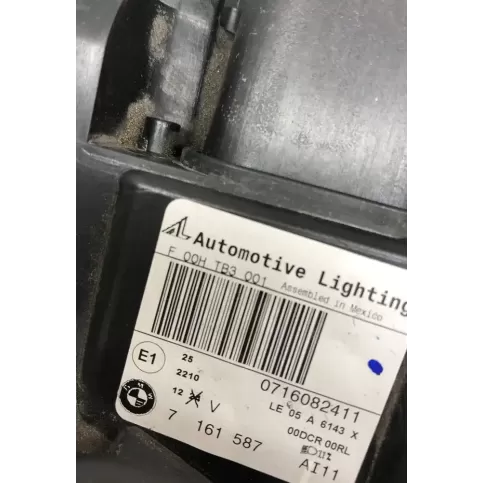 Automotive Lighting
F 00H TB3 001
Assembled in Mexico
0716082411
E1
25
2210
12 V
LE 05 A 6143 X
00DCR 00RL
7 161 587
AI11